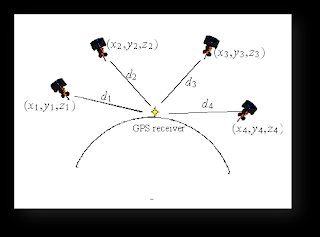 (x2,y2,z2)
(x3,y3,z3)
d2
d3
(x1,y1,z1)
d1
d4
GPS receiver
(x4,y4,z4)